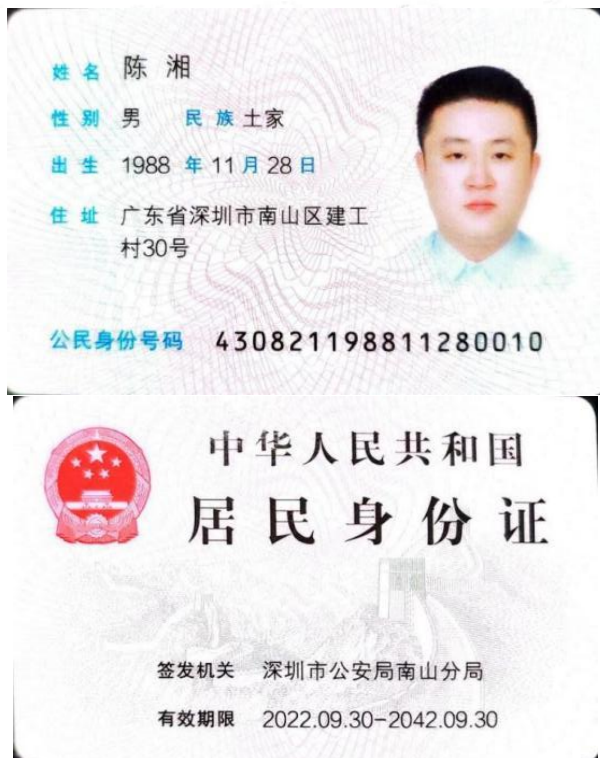 姓名 陈湘
性别 男 民族 土家
出生 1988 年 11 月 28 日
住址 广东省深圳市南山区建工
村30号
公民身份号码 430821198811280010
中华人民共和国
居民身份证
签发机关 深圳市公安局南山分局
有效期限 2022.09.30-2042.09.30